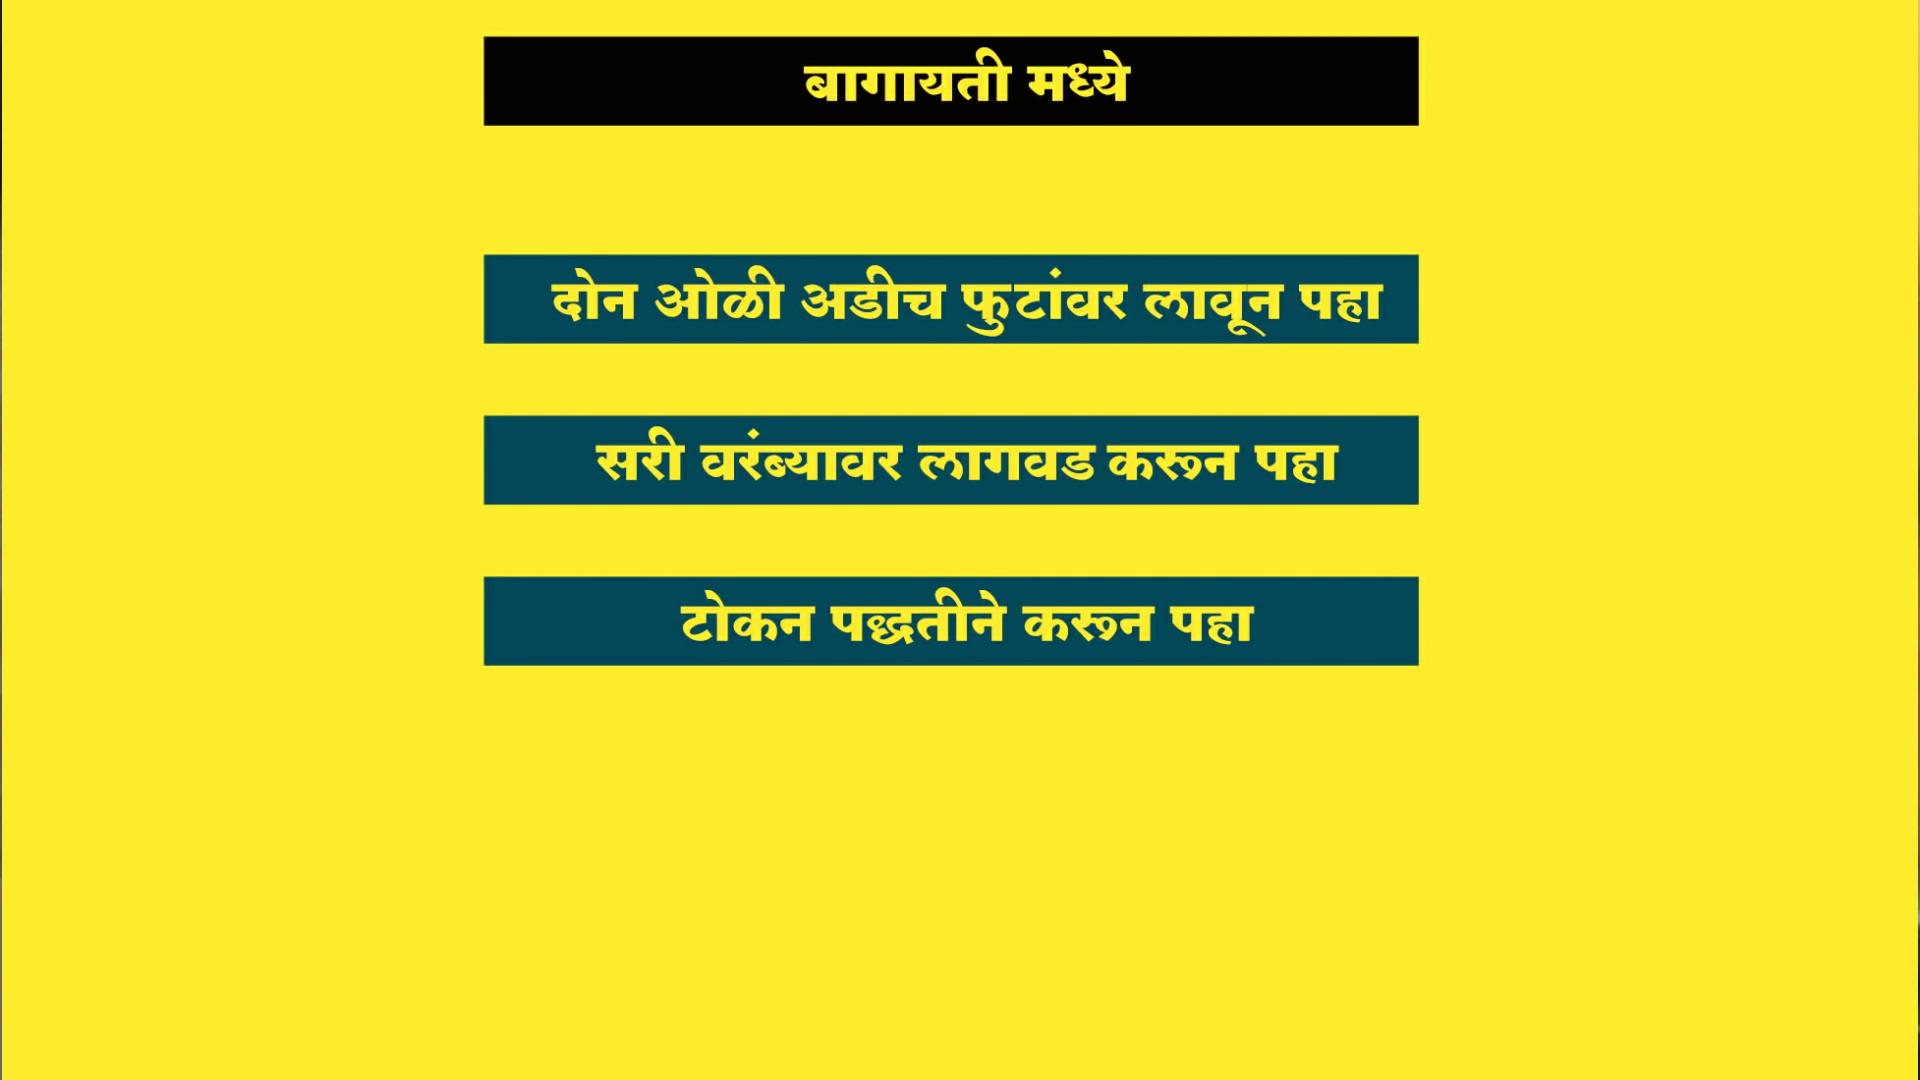 बागायती मध्ये
दोन ओळी अडीच फुटांवर लावून पहा
सरी वरंब्यावर लागवड करून पहा
टोकन पद्धतीने करून पहा